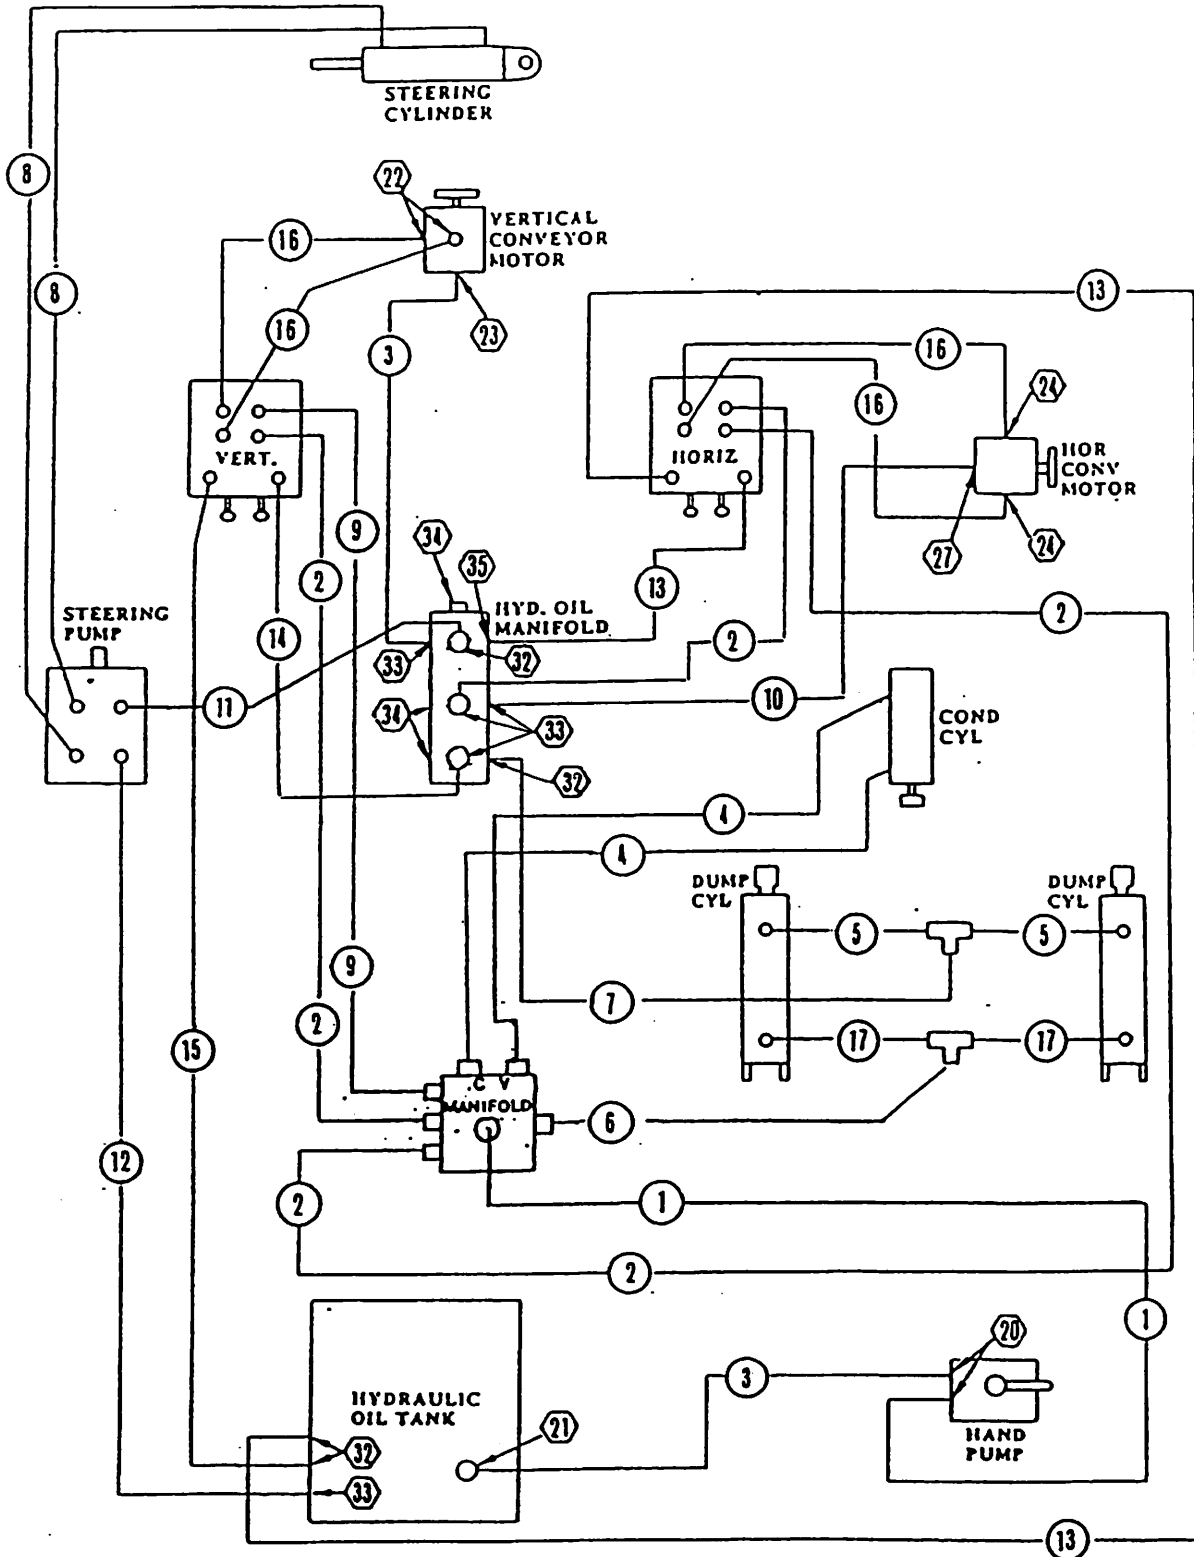 STEERING
CYLINDER
8
22
VERTICAL
CONVEYOR
MOTOR
16
8
13
16
23
3
16
16
24
VERT.
HORIZ
HOR
CONV
MOTOR
9
34
27
24
2
35
13
STEERING
PUMP
HYD. OIL
MANIFOLD
14
2
2
33
32
11
34
10
33
COND
CYL
32
4
4
DUMP
CYL
DUMP
CYL
5
5
9
7
2
15
17
17
C V
MANIFOLD
6
12
2
1
2
1
20
3
HYDRAULIC
OIL TANK
21
32
HAND
PUMP
33
13